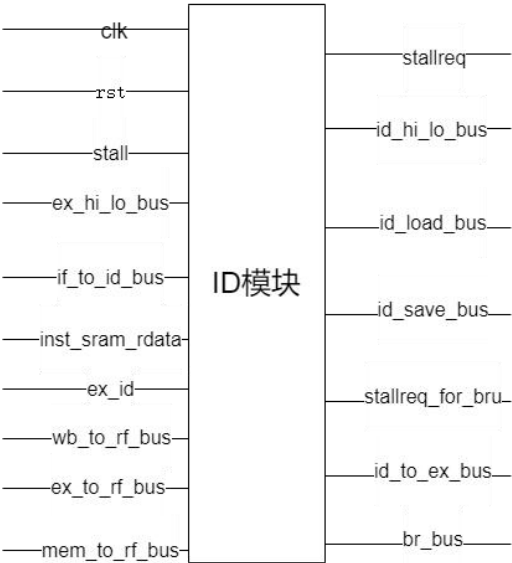 clk
rst
stall
ex_hi_lo_bus
if_to_id_bus
inst_sram_rdata
ex_id
wb_to_rf_bus
ex_to_rf_bus
mem_to_rf_bus
ID模块
stallreq
id_hi_lo_bus
id_load_bus
id_save_bus
stallreq_for_bru
id_to_ex_bus
br_bus